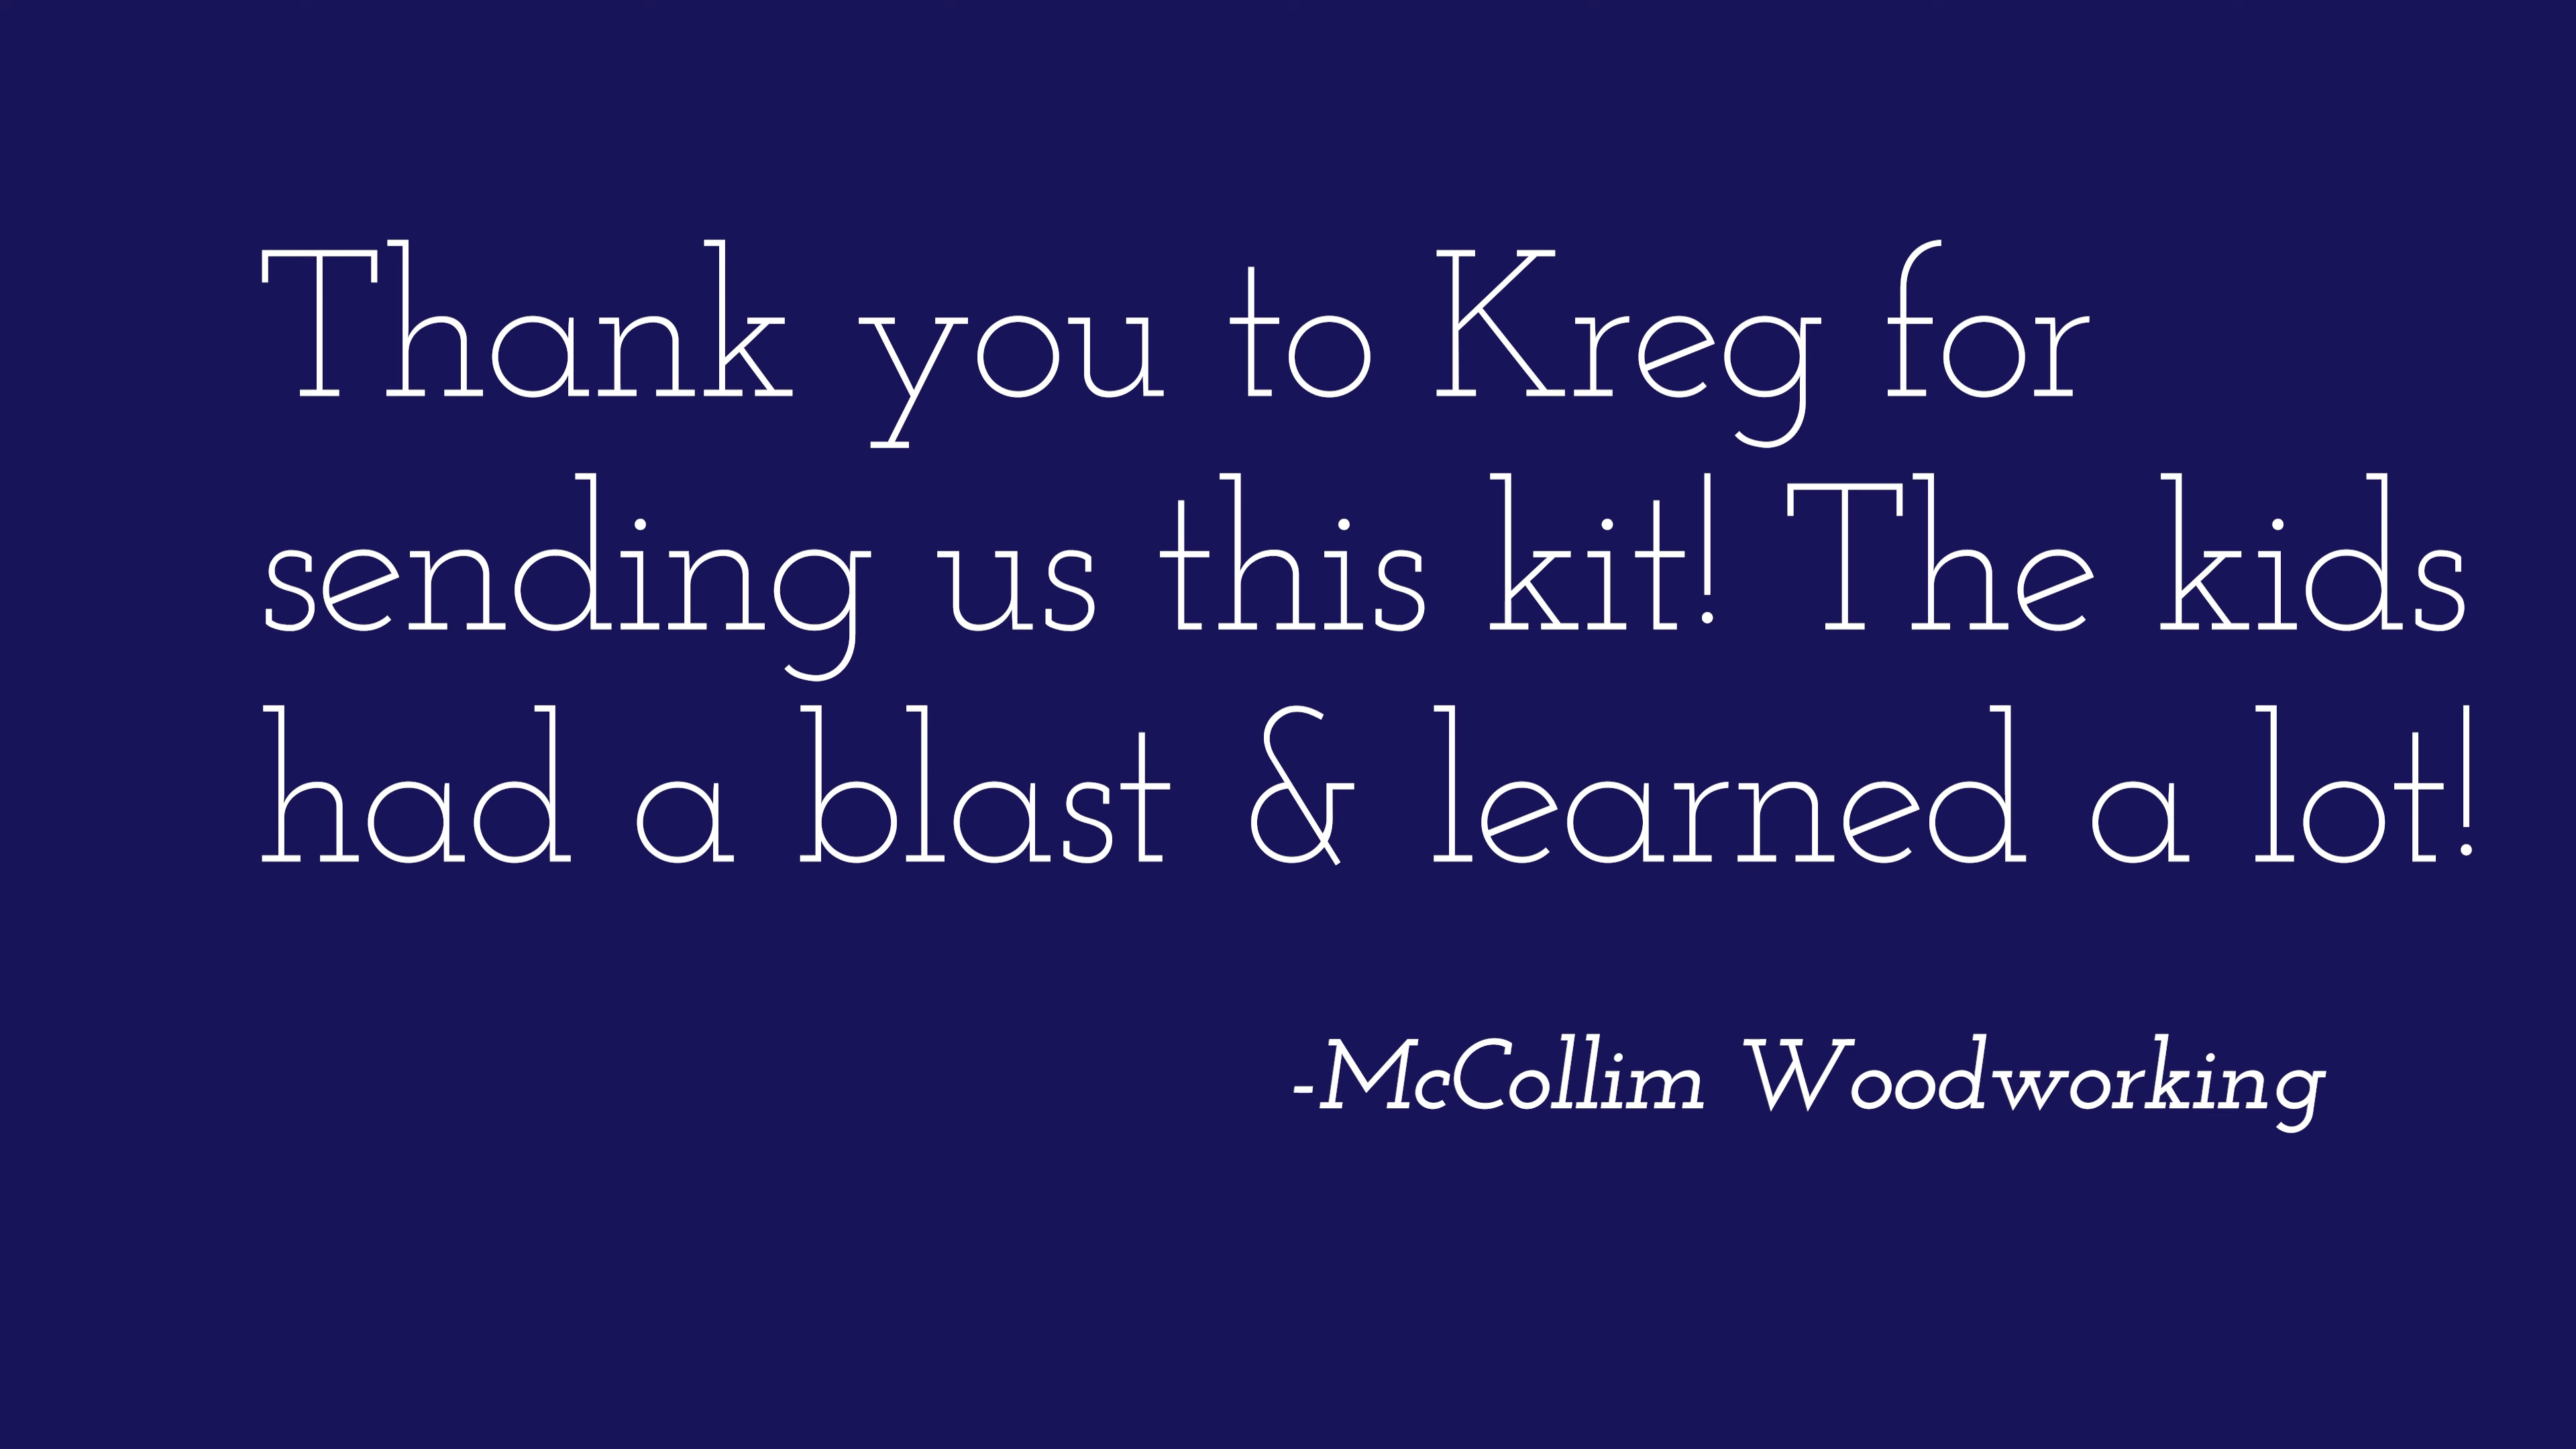 Thank you to Kreg for
sending us this kit! The kids
had a blast & learned a lot!
-McCollim Woodworking